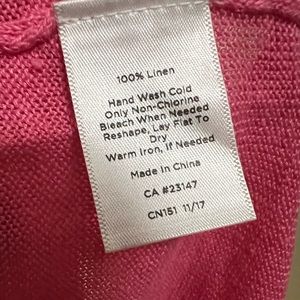 100% Linen
Hand Wash Cold
Only Non-Chlorine
Bleach When Needed
Reshape, Lay Flat To
Dry
Warm Iron, If Needed
Made In China
CA #23147
CN151 11/17